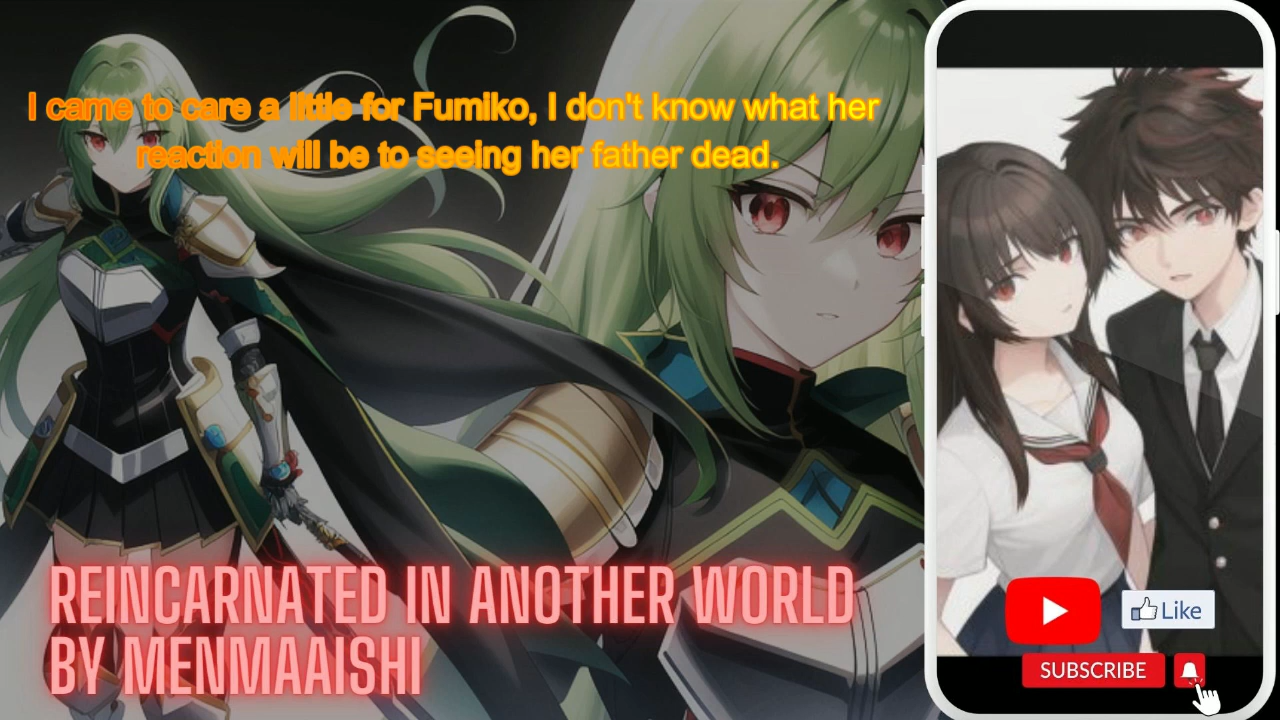 I came to care a little for Fumiko, I don't know what her
reaction will be to seeing her father dead.
REINCARNATED IN ANOTHER WORLD
BY MENMAAISHI
Like
SUBSCRIBE